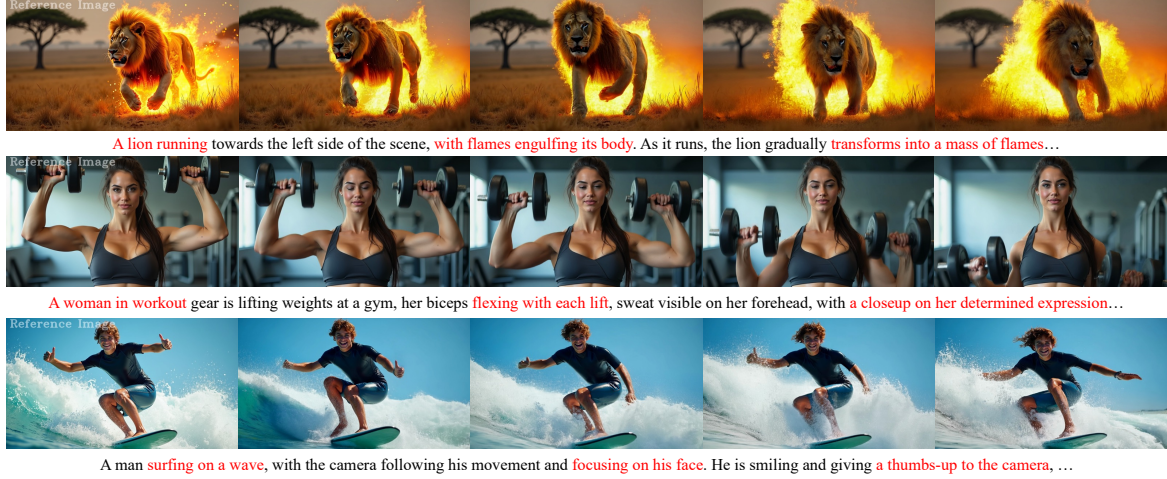 Reference Image
A lion running towards the left side of the scene, with flames engulfing its body. As it runs, the lion gradually transforms into a mass of flames…
Reference Image
A woman in workout gear is lifting weights at a gym, her biceps flexing with each lift, sweat visible on her forehead, with a closeup on her determined expression…
Reference Image
A man surfing on a wave, with the camera following his movement and focusing on his face. He is smiling and giving a thumbs-up to the camera, …